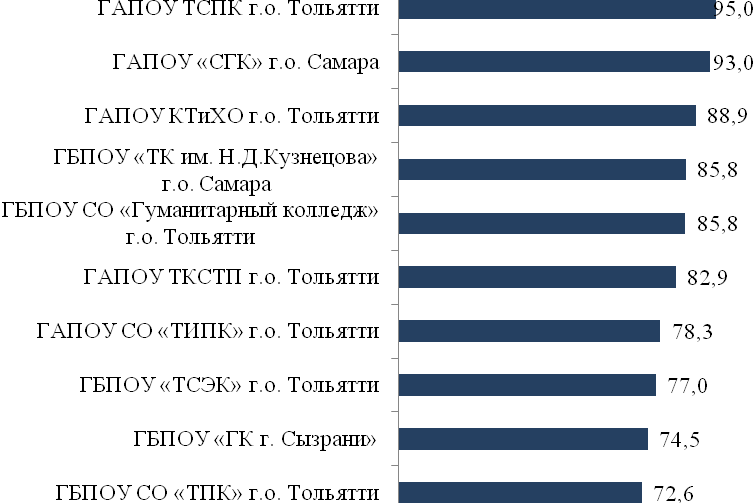 ГАПОУ ТСПК г.о. Тольятти 95,0
ГАПОУ «СГК» г.о. Самара 93,0
ГАПОУ КТиХО г.о. Тольятти 88,9
ГБПОУ «ТК им. Н.Д.Кузнецова»
г.о. Самара 85,8
ГБПОУ СО «Гуманитарный колледж»
г.о. Тольятти 85,8
ГАПОУ ТКСТП г.о. Тольятти 82,9
ГАПОУ СО «ТИПК» г.о. Тольятти 78,3
ГБПОУ «ТСЭК» г.о. Тольятти 77,0
ГБПОУ «ГК г. Сызрани» 74,5
ГБПОУ СО «ТПК» г.о. Тольятти 72,6